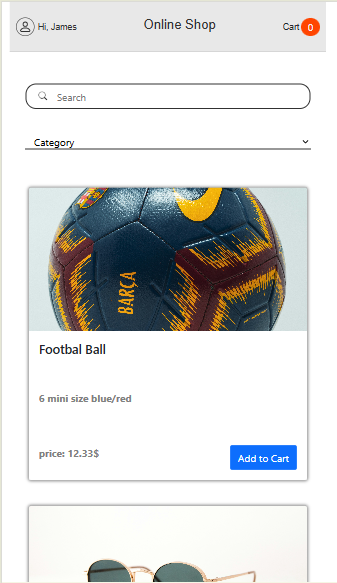 Hi, James
Online Shop
Cart 0
Search
Category
BARCA
Footbal Ball
6 mini size blue/red
price: 12.33$
Add to Cart